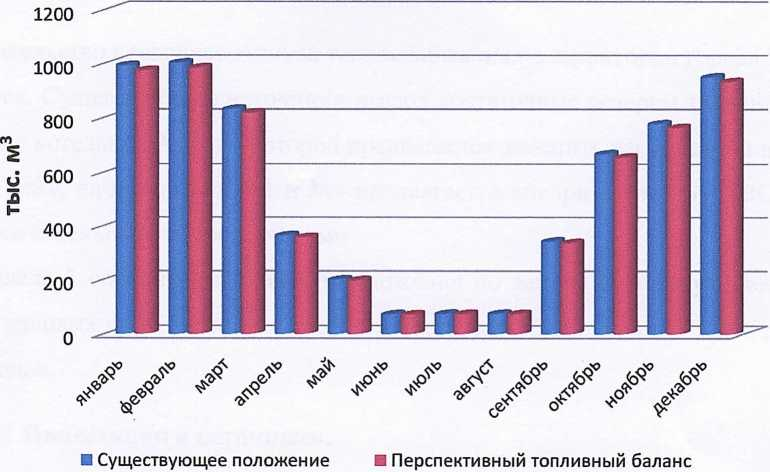 1200
1000
800
600
400
200
0
тыс. м³
январь
февраль
март
апрель
май
июнь
июль
август
сентябрь
октябрь
ноябрь
декабрь
Существующее положение
Перспективный топливный баланс